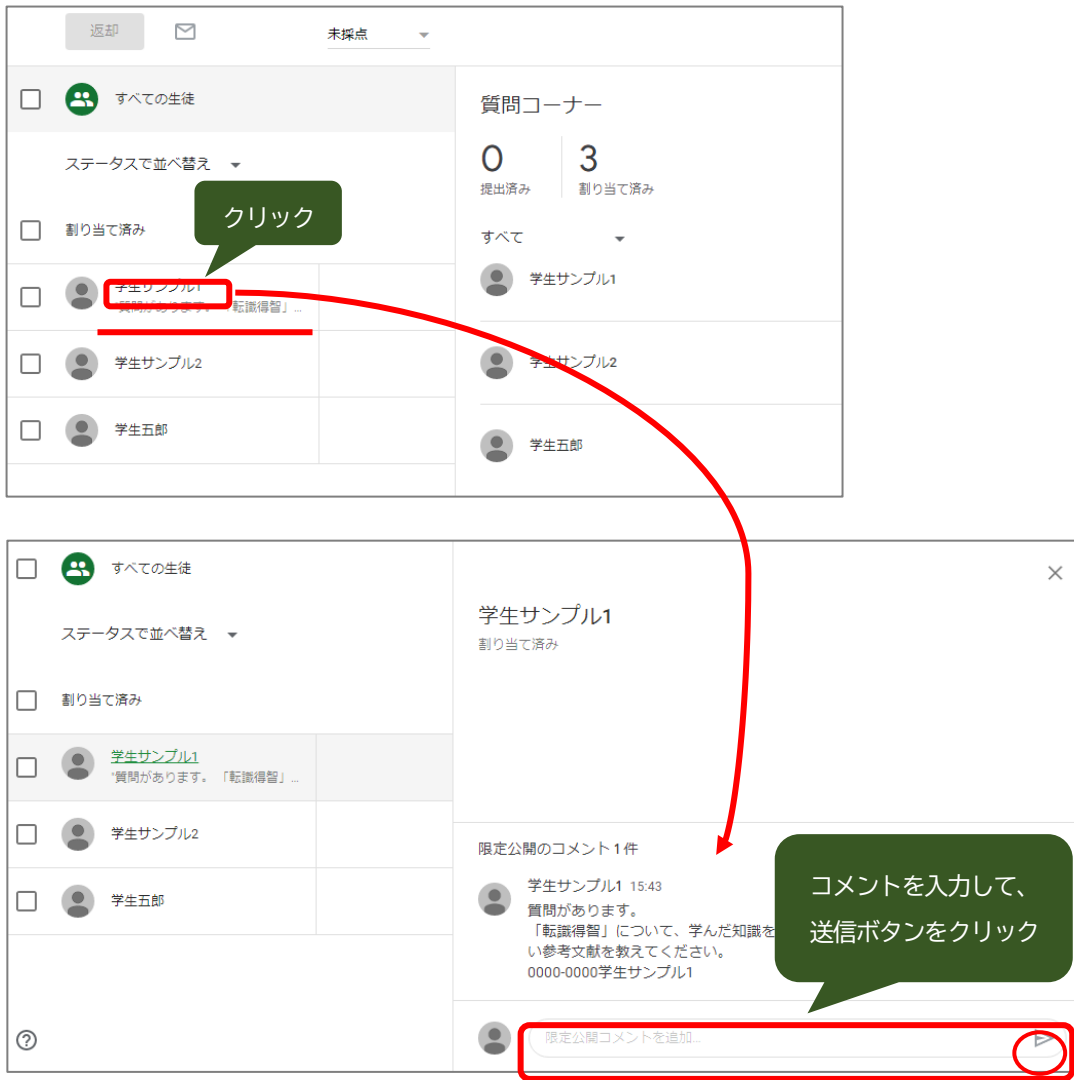 返却
未採点
すべての生徒
ステータスで並べ替え
クリック
割り当て済み
学生サンプル1
"質問があります。 「転識得智」...
学生サンプル2
学生五郎
質問コーナー
0
提出済み
3
割り当て済み
すべて
学生サンプル1
学生サンプル2
学生五郎
すべての生徒
ステータスで並べ替え
割り当て済み
学生サンプル1
"質問があります。 「転識得智」...
学生サンプル2
学生五郎
学生サンプル1
割り当て済み
限定公開のコメント 1 件
学生サンプル1 15:43
質問があります。
「転識得智」について、学んだ知識を
い参考文献を教えてください。
0000-0000学生サンプル1
コメントを入力して、
送信ボタンをクリック
限定公開コメントを追加...